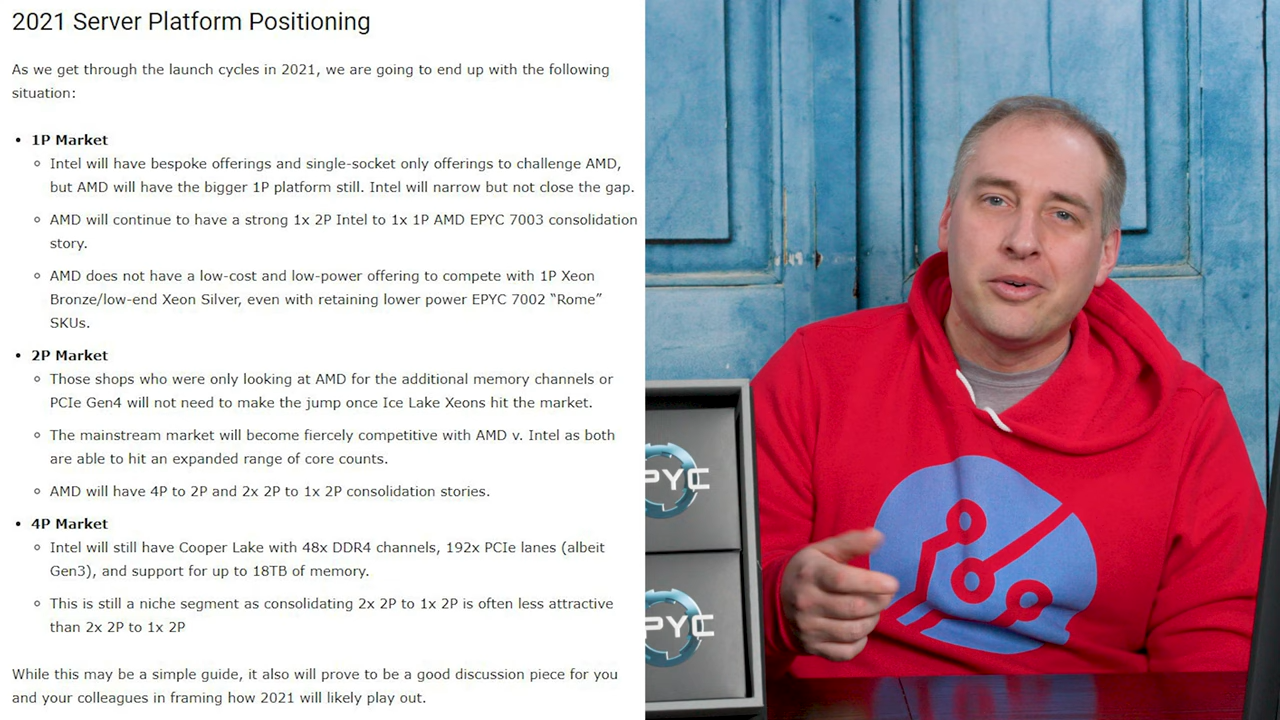 2021 Server Platform Positioning
As we get through the launch cycles in 2021, we are going to end up with the following
situation:
• 1P Market
Intel will have bespoke offerings and single-socket only offerings to challenge AMD,
but AMD will have the bigger 1P platform still. Intel will narrow but not close the gap.
AMD will continue to have a strong 1x 2P Intel to 1x 1P AMD EPYC 7003 consolidation
story.
AMD does not have a low-cost and low-power offering to compete with 1P Xeon
Bronze/low-end Xeon Silver, even with retaining lower power EPYC 7002 “Rome”
SKUs.
• 2P Market
Those shops who were only looking at AMD for the additional memory channels or
PCIe Gen4 will not need to make the jump once Ice Lake Xeons hit the market.
The mainstream market will become fiercely competitive with AMD v. Intel as both
are able to hit an expanded range of core counts.
AMD will have 4P to 2P and 2x 2P to 1x 2P consolidation stories.
• 4P Market
Intel will still have Cooper Lake with 48x DDR4 channels, 192x PCIe lanes (albeit
Gen3), and support for up to 18TB of memory.
This is still a niche segment as consolidating 2x 2P to 1x 2P is often less attractive
than 2x 2P to 1x 2P
While this may be a simple guide, it also will prove to be a good discussion piece for you
and your colleagues in framing how 2021 will likely play out.
PYC
PYC